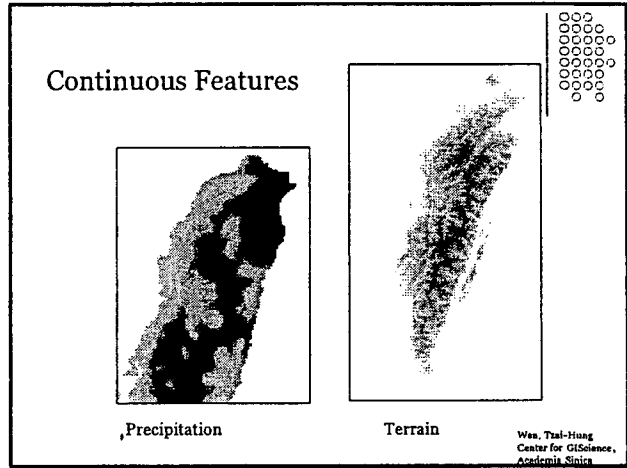 Continuous Features
Precipitation
Terrain
Wen, Tzai-Hung
Center for GIScience,
Academia Sinica